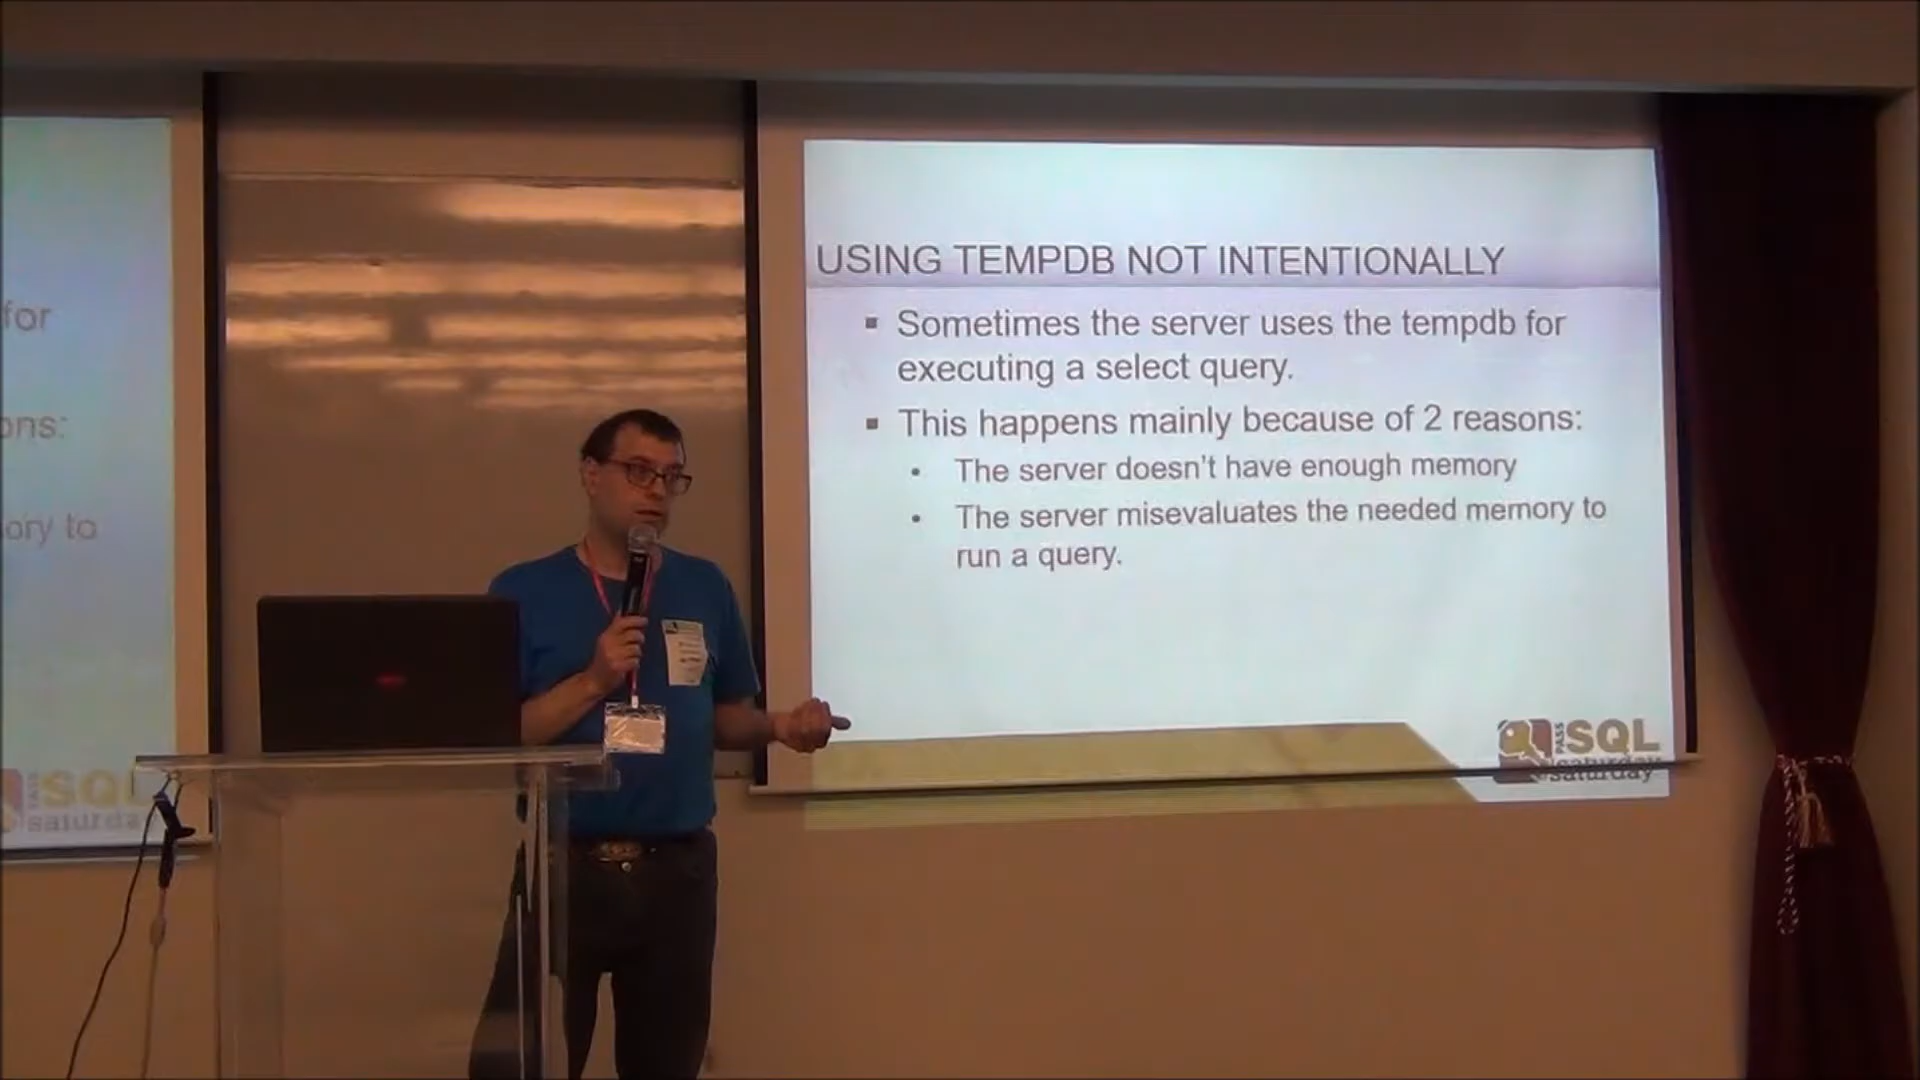 for
ons:
ory to
SQL
saturday
USING TEMPDB NOT INTENTIONALLY
▪ Sometimes the server uses the tempdb for
executing a select query.
▪ This happens mainly because of 2 reasons:
• The server doesn't have enough memory
• The server misevaluates the needed memory to
run a query.
PASS
SQL
saturday